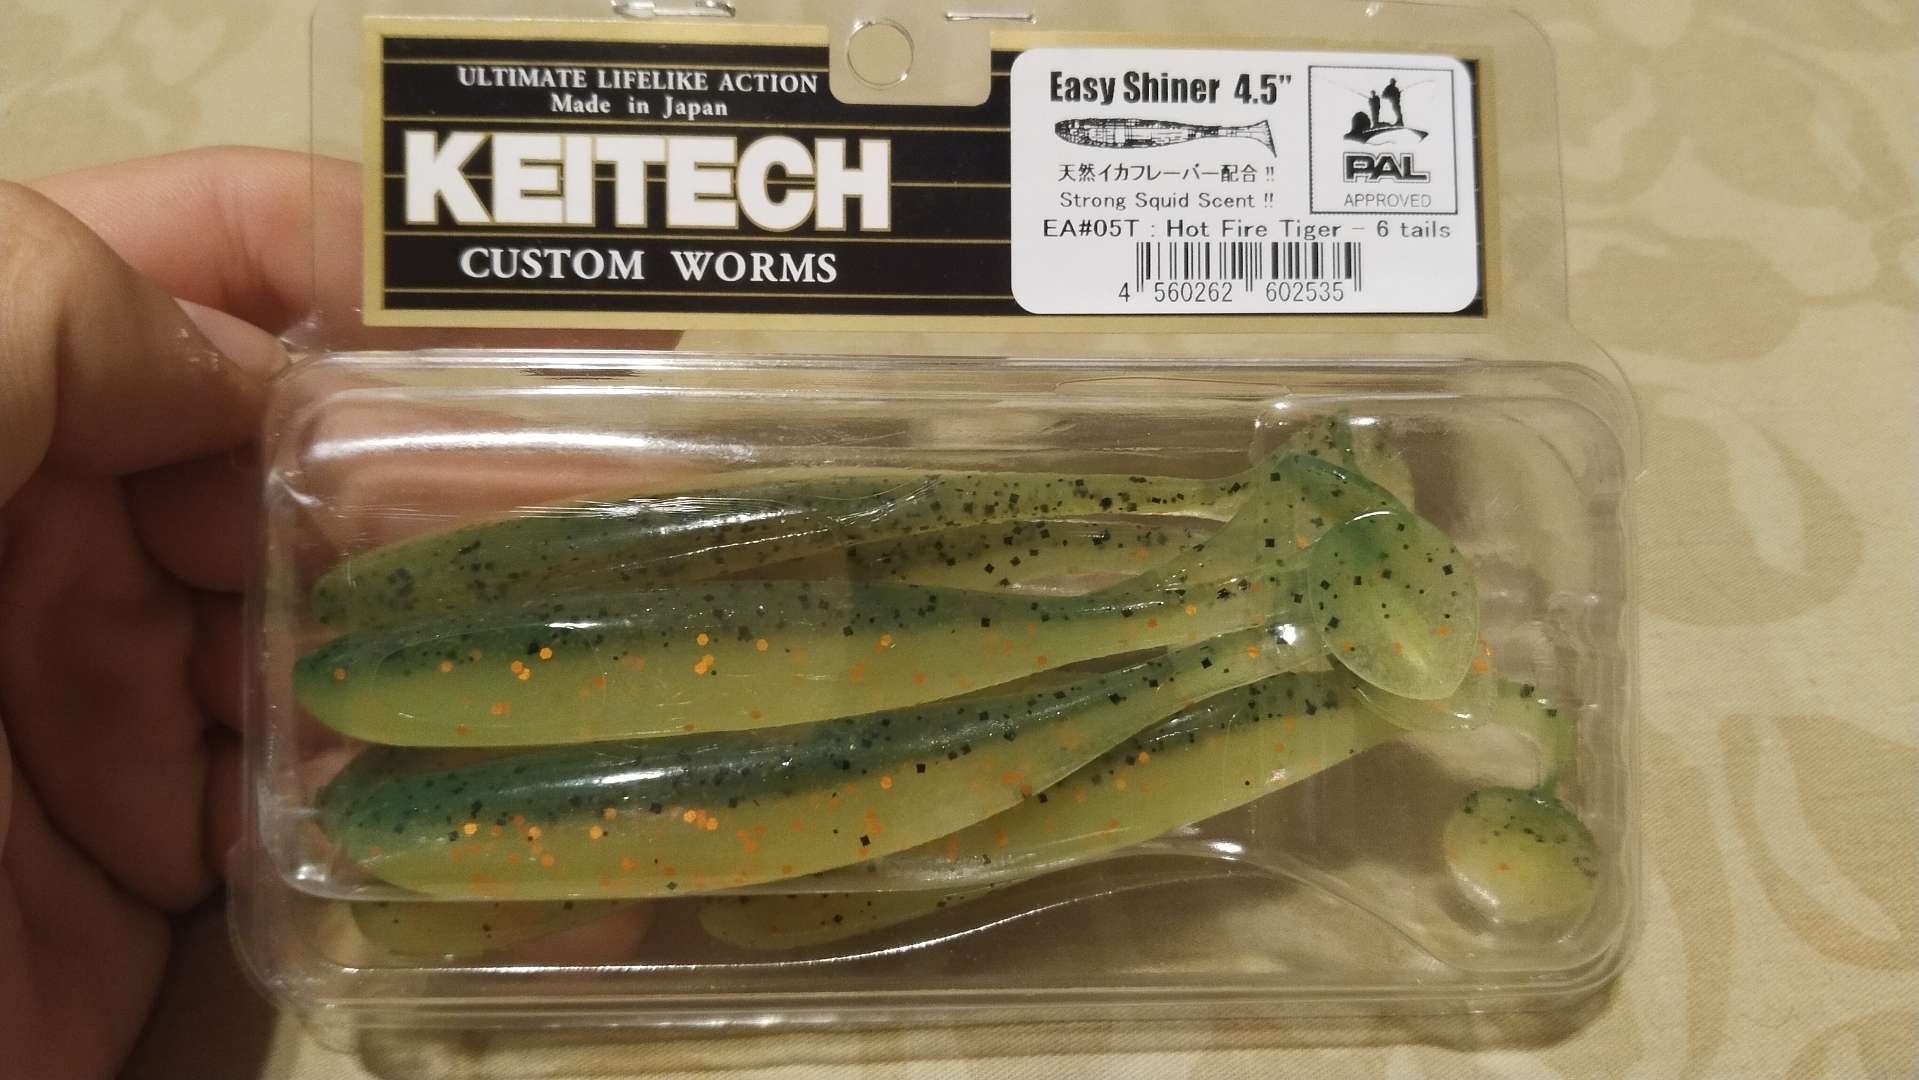 ULTIMATE LIFELIKE ACTION
Made in Japan
KEITECH
CUSTOM WORMS
Easy Shiner 4.5"
天然イカフレーバー配合 !!
Strong Squid Scent !!
PAL
APPROVED
EA#05T : Hot Fire Tiger - 6 tails
4 560262 602535